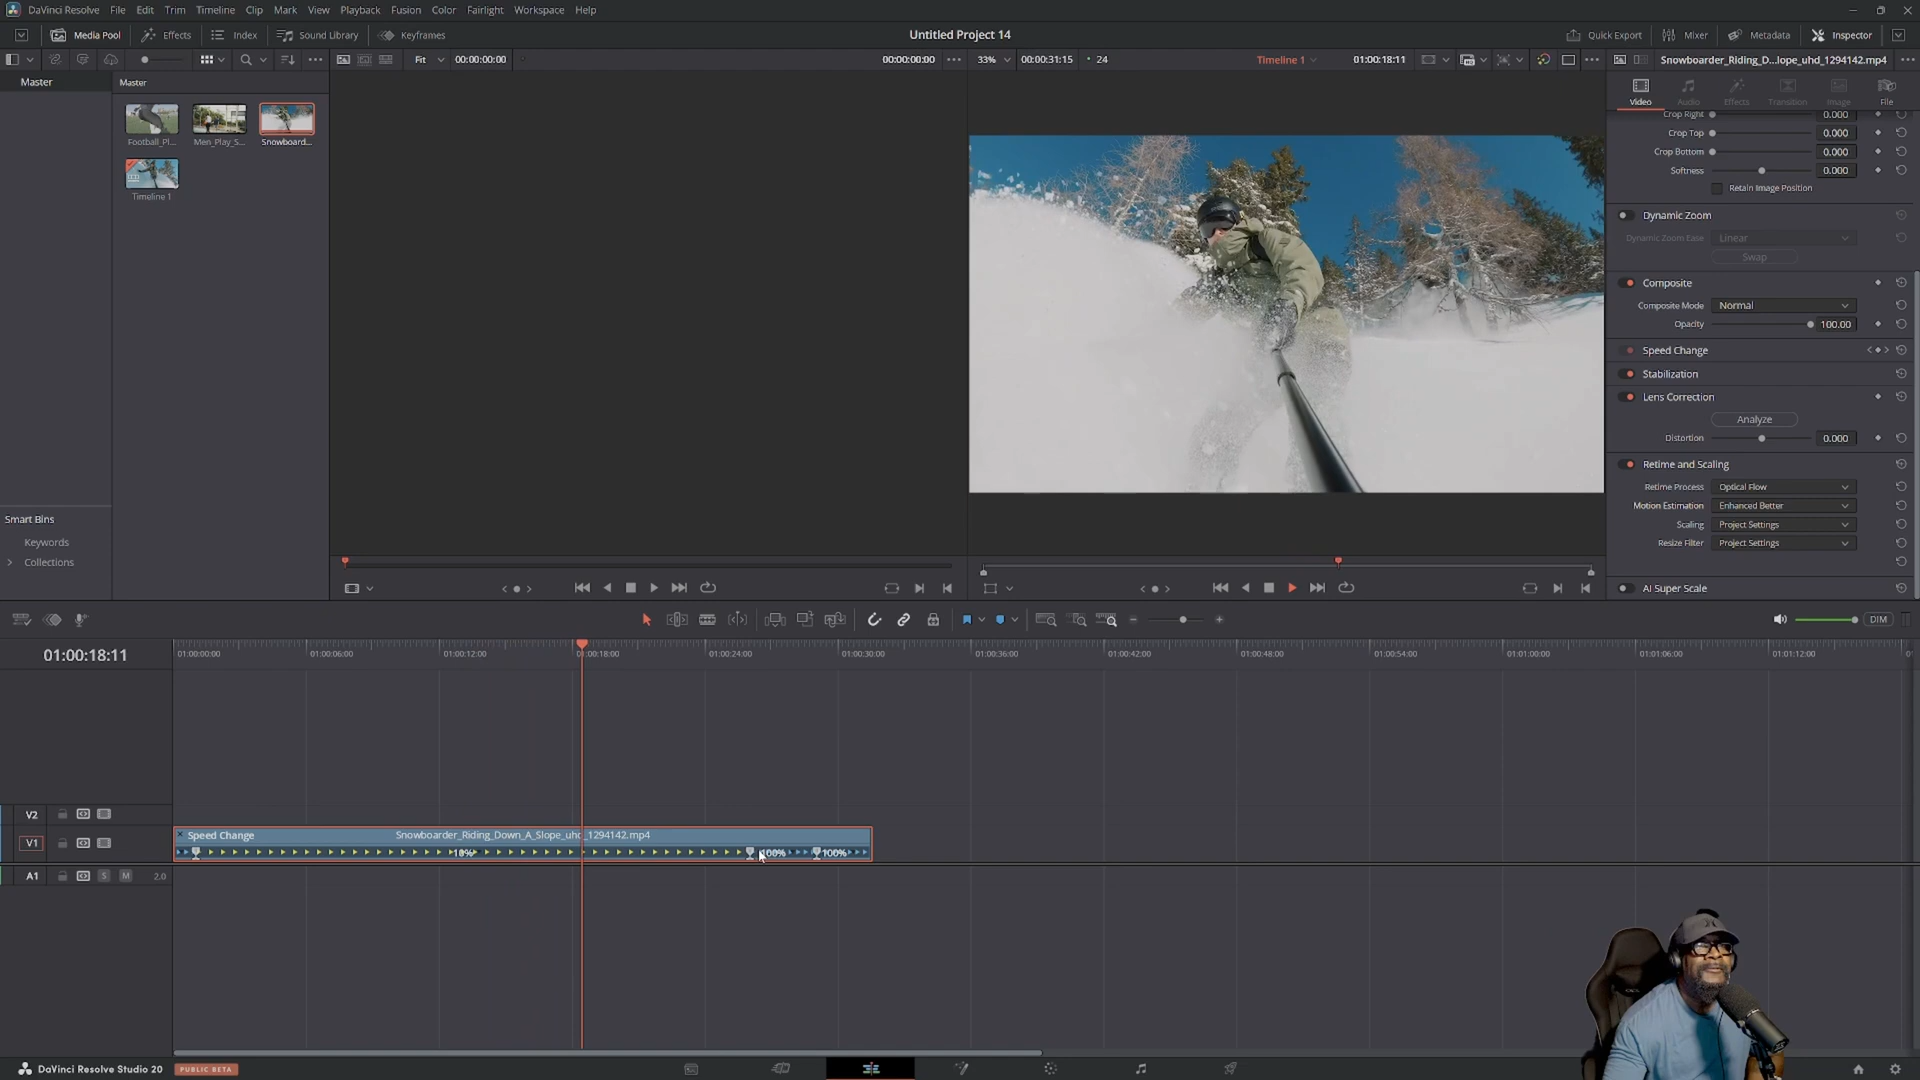 DaVinci Resolve File Edit Trim Timeline Clip Mark View Playback Fusion Color Fairlight Workspace Help
Media Pool Effects Index Sound Library Keyframes Untitled Project 14 Quick Export Mixer Metadata Inspector
Fit 00:00:00:00 00:00:00:00 33% 00:00:31:15 24 Timeline 1 01:00:18:11 Snowboarder_Riding_D...lope_uhd_1294142.mp4
Master
Master
Football_Pl...
Men_Play_S...
Snowboard...
Timeline 1
Smart Bins
Keywords
Collections
Video Audio Effects Transition Image File
Crop Right 0.000
Crop Top 0.000
Crop Bottom 0.000
Softness 0.000
Retain Image Position
Dynamic Zoom
Dynamic Zoom Ease Linear
Swap
Composite
Composite Mode Normal
Opacity 100.00
Speed Change
Stabilization
Lens Correction
Analyze
Distortion 0.000
Retime and Scaling
Retime Process Optical Flow
Motion Estimation Enhanced Better
Scaling Project Settings
Resize Filter Project Settings
AI Super Scale
DIM
01:00:18:11
01:00:00:00 01:00:06:00 01:00:12:00 01:00:18:00 01:00:24:00 01:00:30:00 01:00:36:00 01:00:42:00 01:00:48:00 01:00:54:00 01:01:00:00 01:01:06:00 01:01:12:00
V2
V1
Speed Change Snowboarder_Riding_Down_A_Slope_uhd_1294142.mp4
100% 100%
A1 S M 2.0
DaVinci Resolve Studio 20 PUBLIC BETA